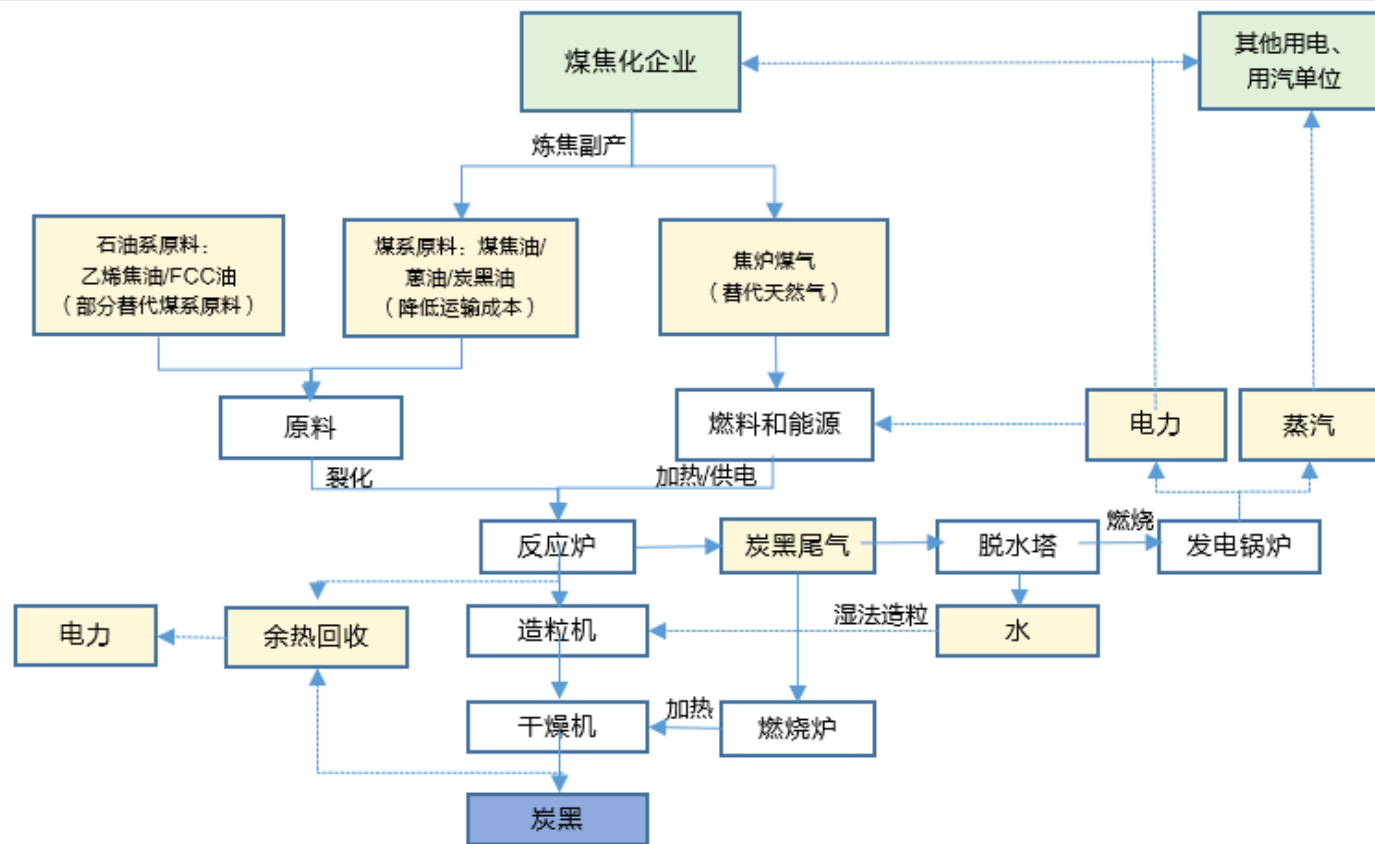 煤焦化企业
其他用电、
用汽单位
炼焦副产
石油系原料：
乙烯焦油/FCC油
（部分替代煤系原料）
煤系原料：煤焦油/
蒽油/炭黑油
（降低运输成本）
焦炉煤气
（替代天然气）
原料
燃料和能源
电力
蒸汽
裂化
加热/供电
反应炉
炭黑尾气
脱水塔
燃烧
发电锅炉
电力
余热回收
造粒机
湿法造粒
水
干燥机
加热
燃烧炉
炭黑